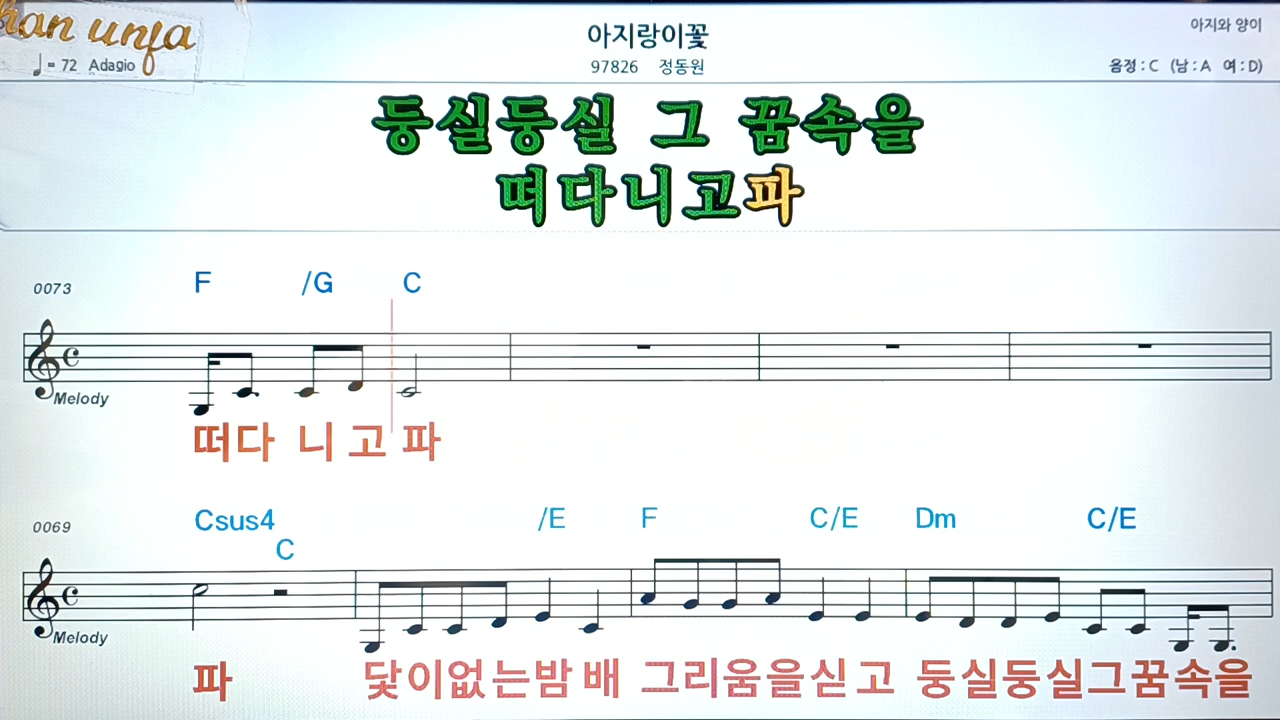 han unfa
아지랑이꽃
아지와 양이
♩= 72 Adagio
97826 정동원
음정 : C (남 : A 여 : D)
둥실둥실 그 꿈속을
떠다니고파
0073 F /G C
Melody
떠다 니고 파
0069 Csus4 /E F C/E Dm C/E
C
Melody
파 닻이없는밤배 그리움을싣고 둥실둥실그꿈속을